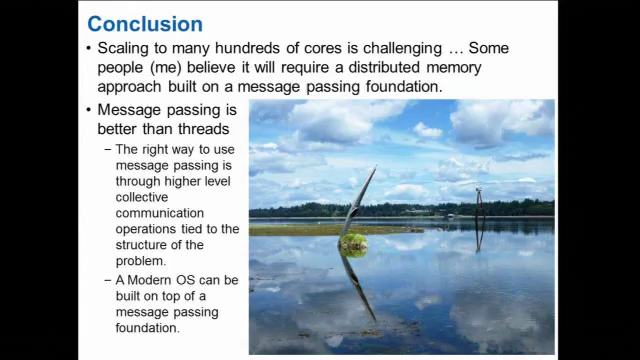 Conclusion
• Scaling to many hundreds of cores is challenging … Some
people (me) believe it will require a distributed memory
approach built on a message passing foundation.
• Message passing is
better than threads
– The right way to use
message passing is
through higher level
collective
communication
operations tied to the
structure of the
problem.
– A Modern OS can be
built on top of a
message passing
foundation.